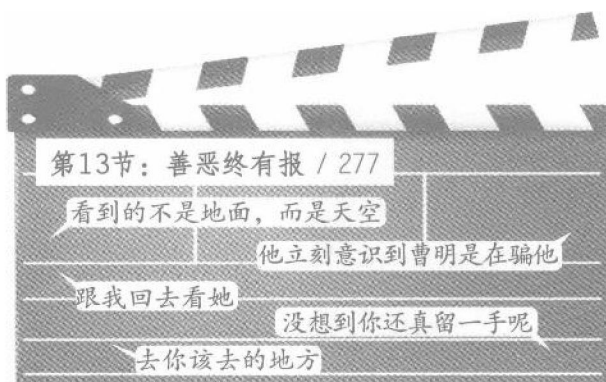 第13节：善恶终有报 / 277
看到的不是地面，而是天空
他立刻意识到曹明是在骗他
跟我回去看她
没想到你还真留一手呢
去你该去的地方